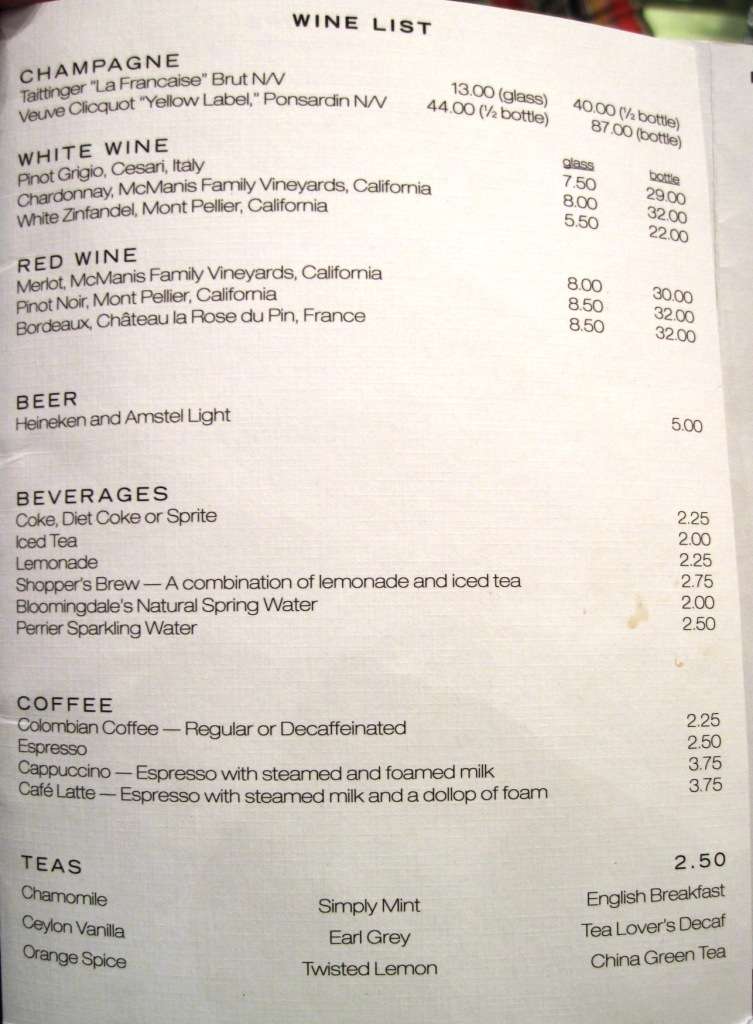 WINE LIST
CHAMPAGNE
Taittinger "La Francaise" Brut N/V 13.00 (glass) 40.00 (½ bottle)
Veuve Clicquot "Yellow Label," Ponsardin N/V 44.00 (½ bottle) 87.00 (bottle)
WHITE WINE glass bottle
Pinot Grigio, Cesari, Italy 7.50 29.00
Chardonnay, McManis Family Vineyards, California 8.00 32.00
White Zinfandel, Mont Pellier, California 5.50 22.00
RED WINE
Merlot, McManis Family Vineyards, California 8.00 30.00
Pinot Noir, Mont Pellier, California 8.50 32.00
Bordeaux, Château la Rose du Pin, France 8.50 32.00
BEER
Heineken and Amstel Light 5.00
BEVERAGES
Coke, Diet Coke or Sprite 2.25
Iced Tea 2.00
Lemonade 2.25
Shopper's Brew — A combination of lemonade and iced tea 2.75
Bloomingdale's Natural Spring Water 2.00
Perrier Sparkling Water 2.50
COFFEE
Colombian Coffee — Regular or Decaffeinated 2.25
Espresso 2.50
Cappuccino — Espresso with steamed and foamed milk 3.75
Café Latte — Espresso with steamed milk and a dollop of foam 3.75
TEAS 2.50
Chamomile Simply Mint English Breakfast
Ceylon Vanilla Earl Grey Tea Lover's Decaf
Orange Spice Twisted Lemon China Green Tea